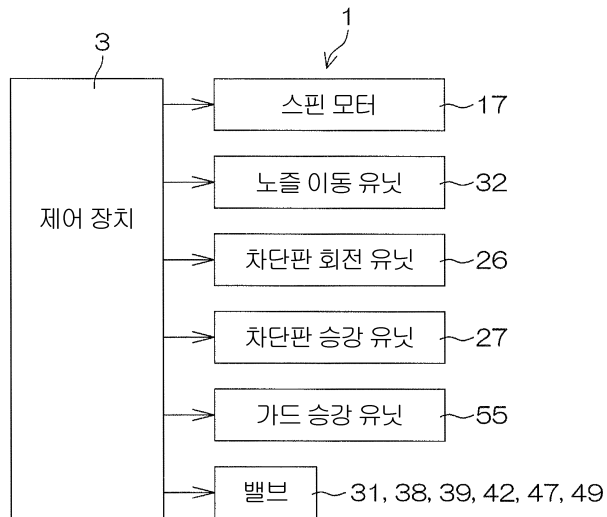 1
3
스핀 모터 17
노즐 이동 유닛 32
제어 장치
차단판 회전 유닛 26
차단판 승강 유닛 27
가드 승강 유닛 55
밸브 31, 38, 39, 42, 47, 49